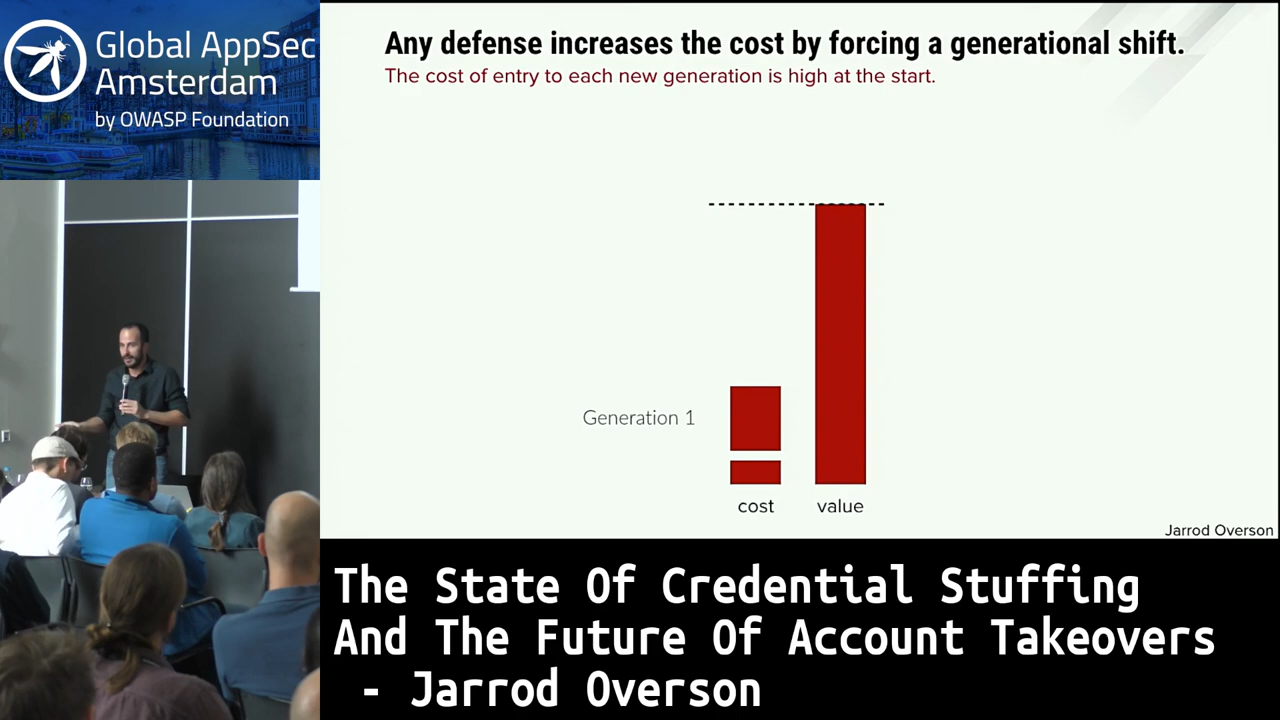 Global AppSec
Amsterdam
by OWASP Foundation
Any defense increases the cost by forcing a generational shift.
The cost of entry to each new generation is high at the start.
Generation 1
cost
value
Jarrod Overson
The State Of Credential Stuffing
And The Future Of Account Takeovers
- Jarrod Overson